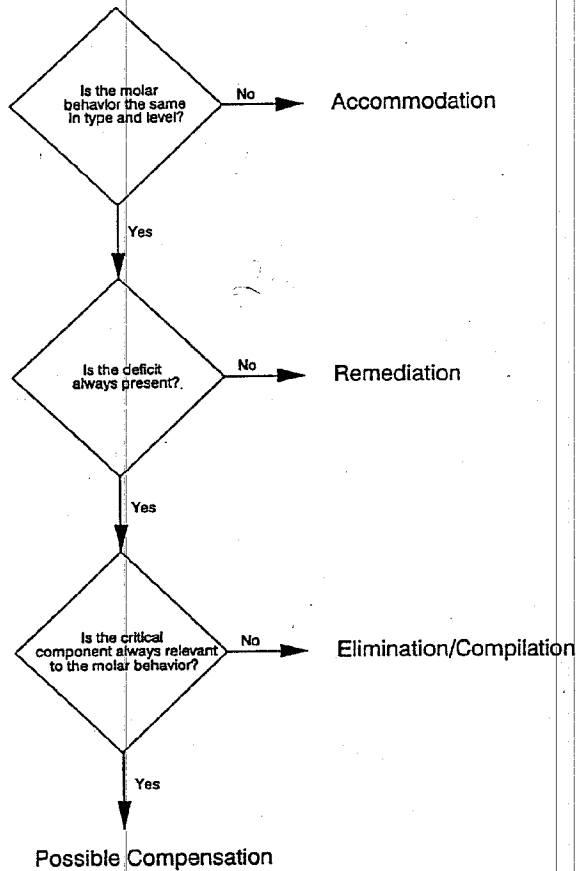 Is the molar
behavior the same
in type and level?
No
Accommodation
Yes
Is the deficit
always present?
No
Remediation
Yes
Is the critical
component always relevant
to the molar behavior?
No
Elimination/Compilation
Yes
Possible Compensation